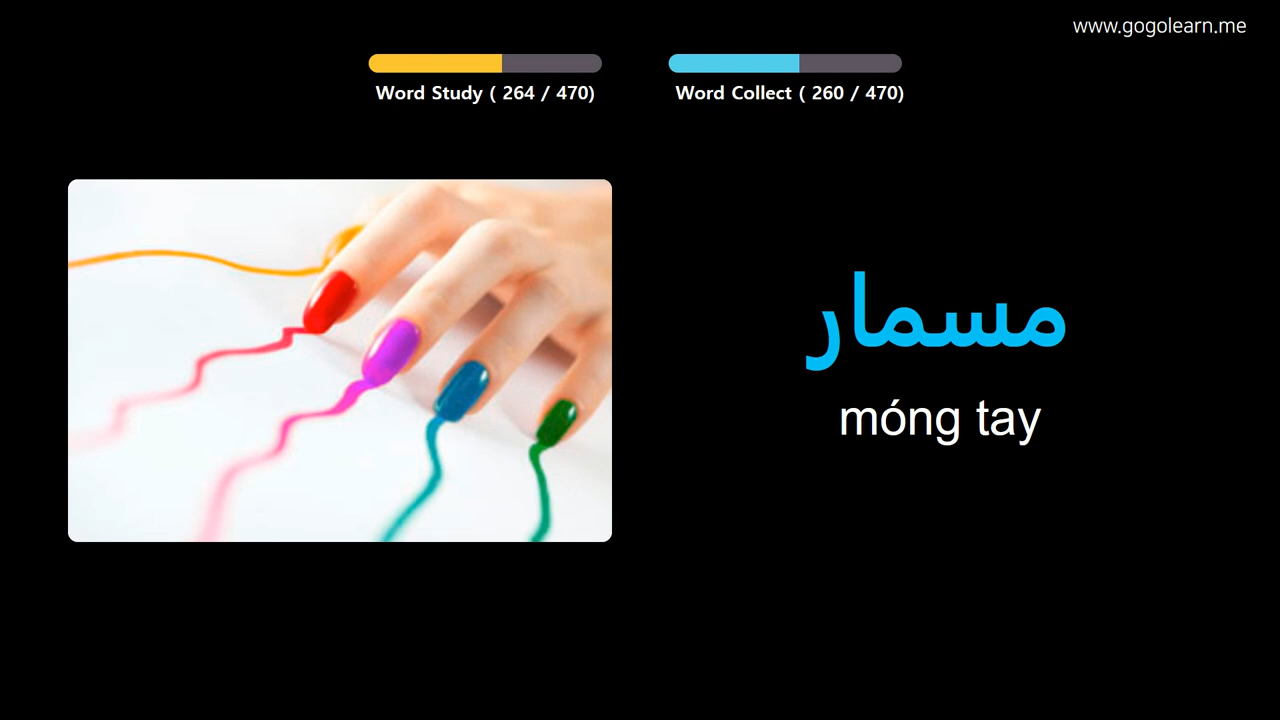 www.gogolearn.me
Word Study ( 264 / 470)
Word Collect ( 260 / 470)
مسمار
móng tay